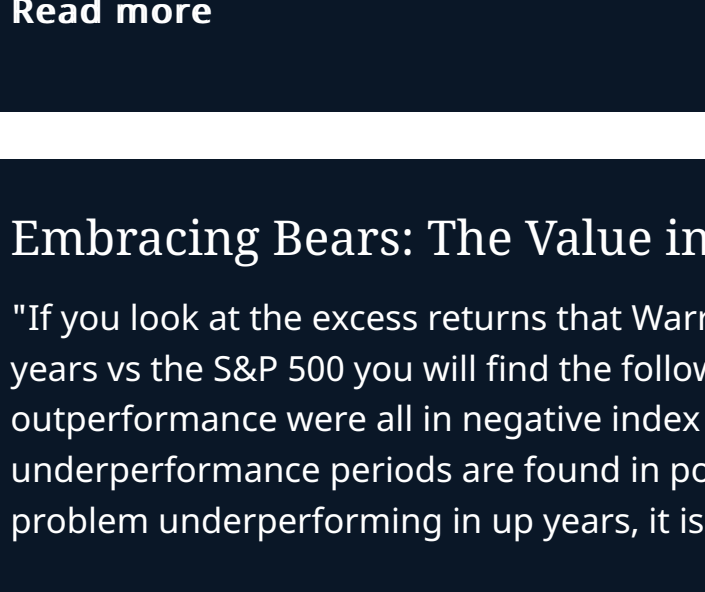 Read more
Embracing Bears: The Value in
"If you look at the excess returns that Warr
years vs the S&P 500 you will find the follow
outperformance were all in negative index
underperformance periods are found in po
problem underperforming in up years, it is